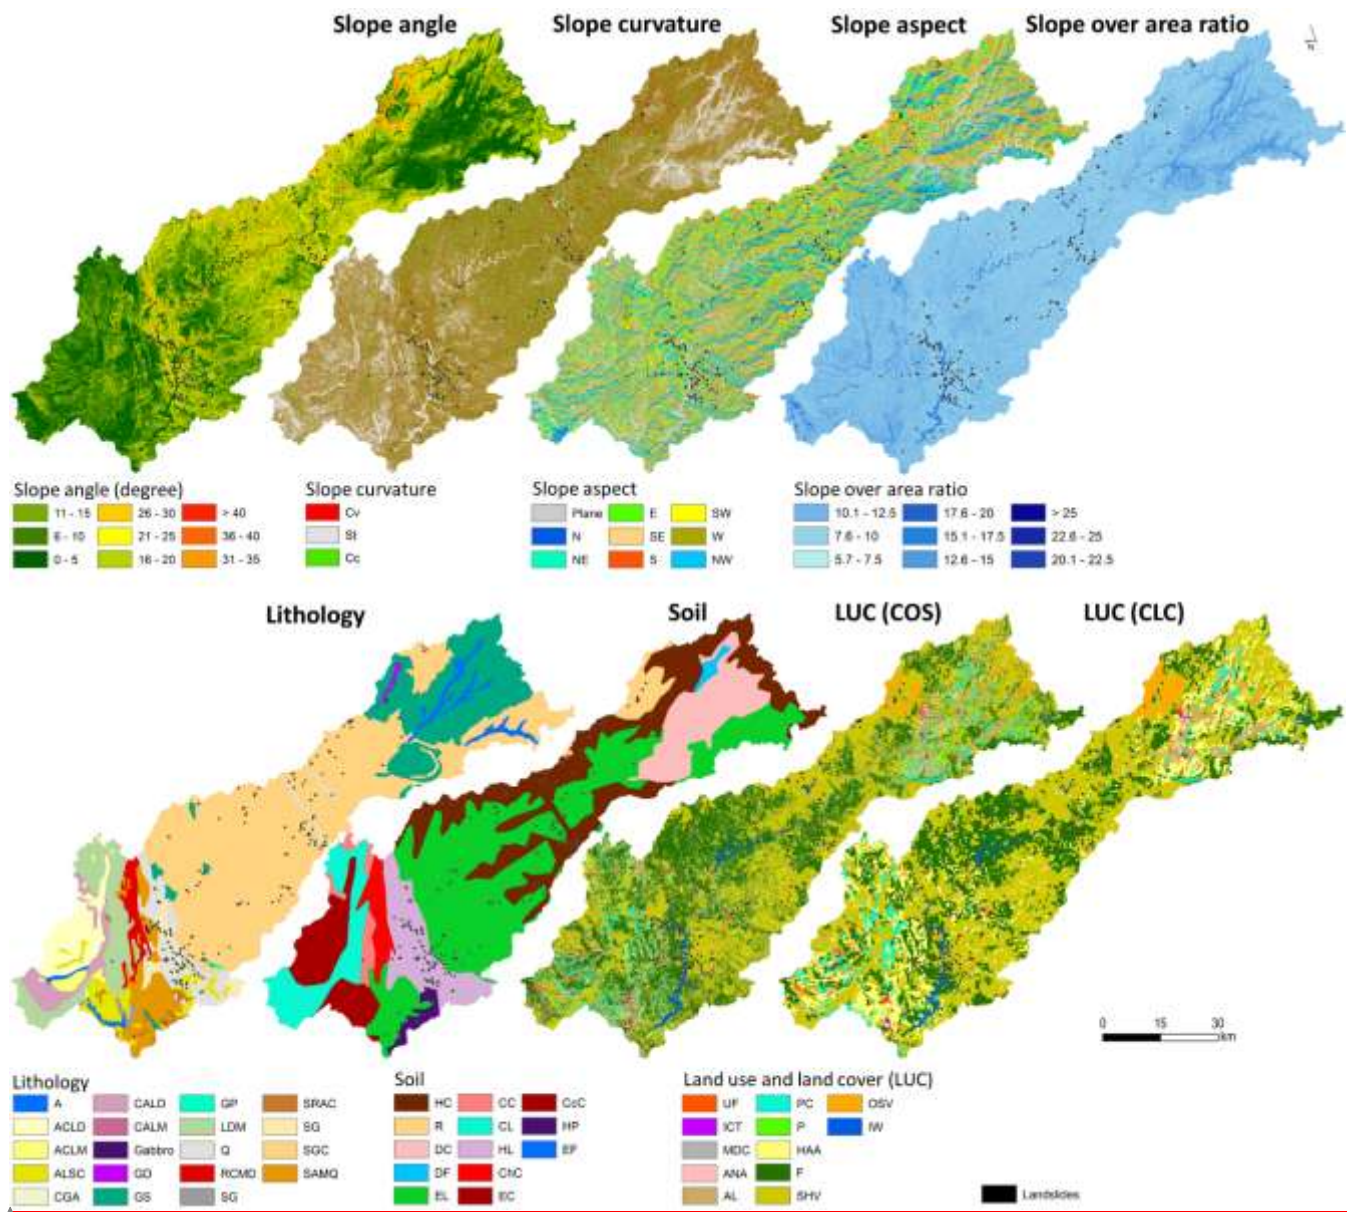 Slope angle Slope curvature Slope aspect Slope over area ratio
N
Slope angle (degree)
11 - 15 26 - 30 > 40
6 - 10 21 - 25 36 - 40
0 - 5 16 - 20 31 - 35
Slope curvature
Cv
St
Cc
Slope aspect
Plane E SW
N SE W
NE S NW
Slope over area ratio
10.1 - 12.5 17.6 - 20 > 25
7.6 - 10 15.1 - 17.5 22.6 - 25
5.7 - 7.5 12.6 - 15 20.1 - 22.5
Lithology Soil LUC (COS) LUC (CLC)
0 15 30
km
Lithology
A CALD GP SRAC
ACLD CALM LDM SG
ACLM Gabbro Q SGC
ALSC GD RCMD SAMQ
CGA GS SG
Soil
HC CC CsC
R CL HP
DC HL EF
DF ChC
EL EC
Land use and land cover (LUC)
UF PC OSV
ICT P IW
MDC HAA
ANA F
AL SHV
Landslides